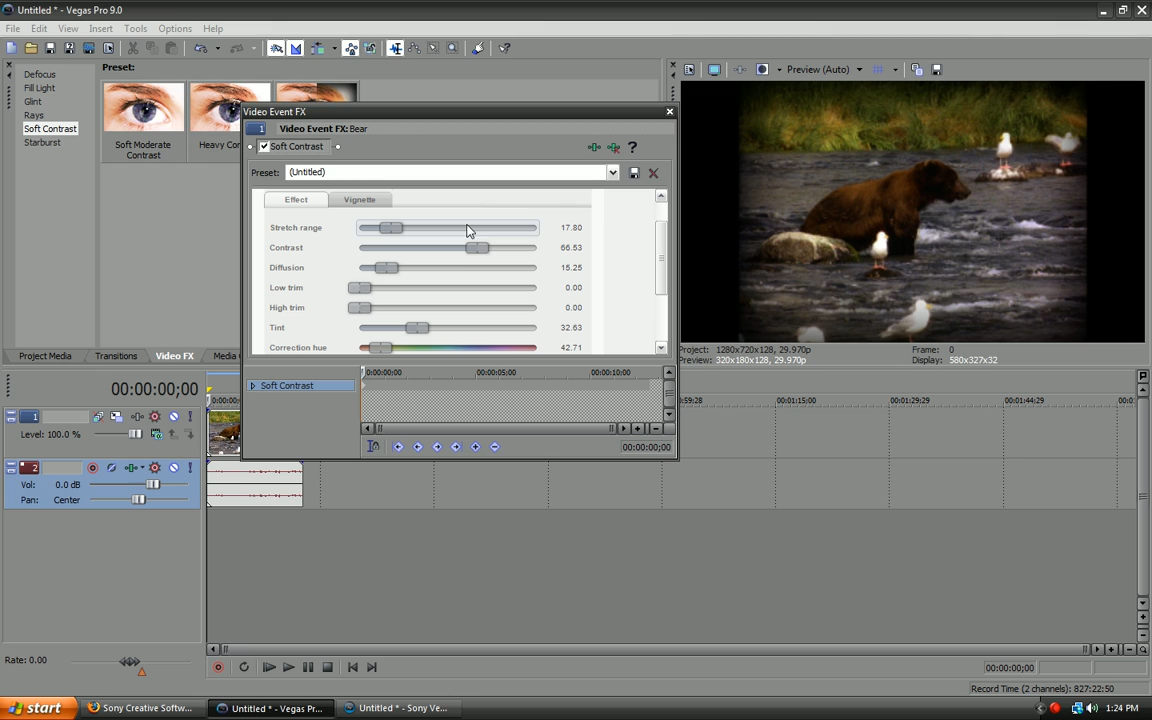 Untitled * - Vegas Pro 9.0
File Edit View Insert Tools Options Help
Defocus
Fill Light
Glint
Rays
Soft Contrast
Starburst
Preset:
Soft Moderate
Contrast
Heavy Con
Video Event FX
1 Video Event FX: Bear
Soft Contrast
Preset: (Untitled)
Effect Vignette
Stretch range 17.80
Contrast 66.53
Diffusion 15.25
Low trim 0.00
High trim 0.00
Tint 32.63
Correction hue 42.71
0:00:00:00 00:00:05;00 00:00:10;00
Soft Contrast
00:00:00;00
Preview (Auto)
Project: 1280x720x128, 29.970p Frame: 0
Preview: 320x180x128, 29.970p Display: 580x327x32
Project Media Transitions Video FX Media
00:00:00;00
:59;28 00:01:15;00 00:01:29;29 00:01:44;29 00:0
1
Level: 100.0 %
2
Vol: 0.0 dB
Pan: Center
Rate: 0.00
00:00:00;00
Record Time (2 channels): 827:22:50
start Sony Creative Softw... Untitled * - Vegas Pr... Untitled * - Sony Ve... 1:24 PM